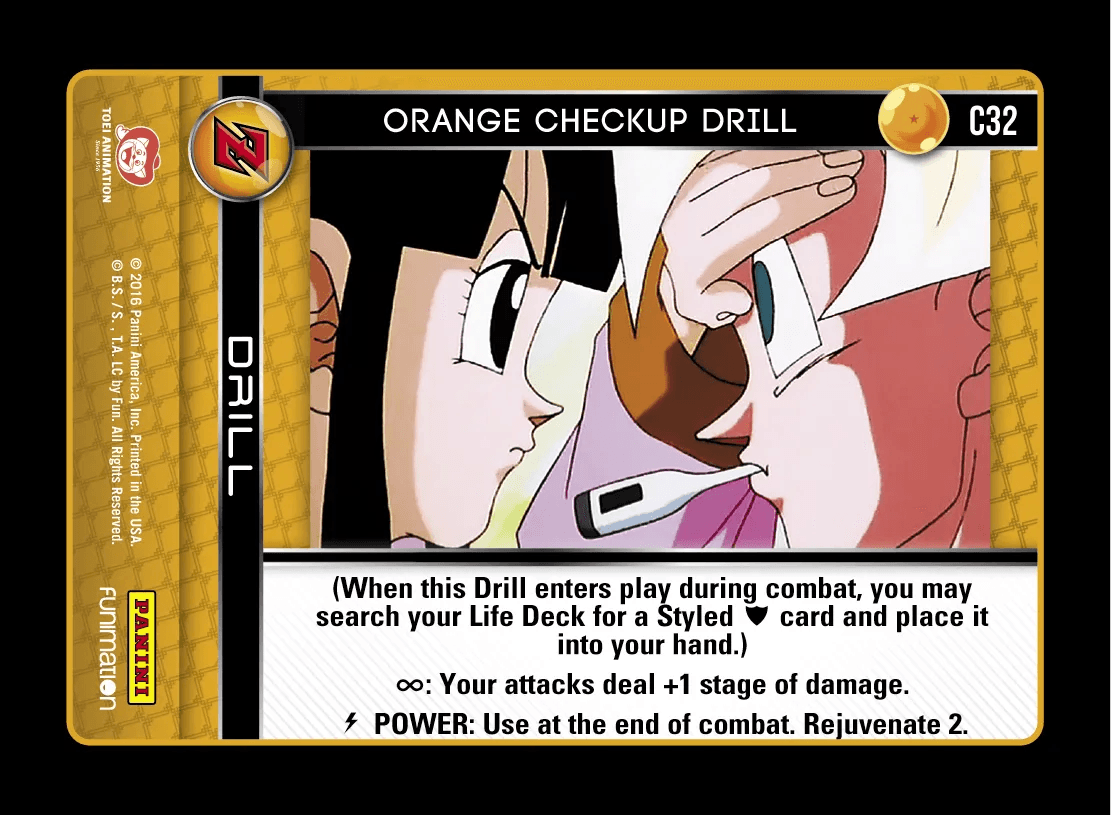 ORANGE CHECKUP DRILL
C32
DRILL
(When this Drill enters play during combat, you may
search your Life Deck for a Styled card and place it
into your hand.)
∞: Your attacks deal +1 stage of damage.
POWER: Use at the end of combat. Rejuvenate 2.
TOEI ANIMATION
Since 1956
© 2016 Panini America, Inc. Printed in the USA.
© B.S./S., T.A. LC by Fun. All Rights Reserved.
PANINI
FUNIMATION